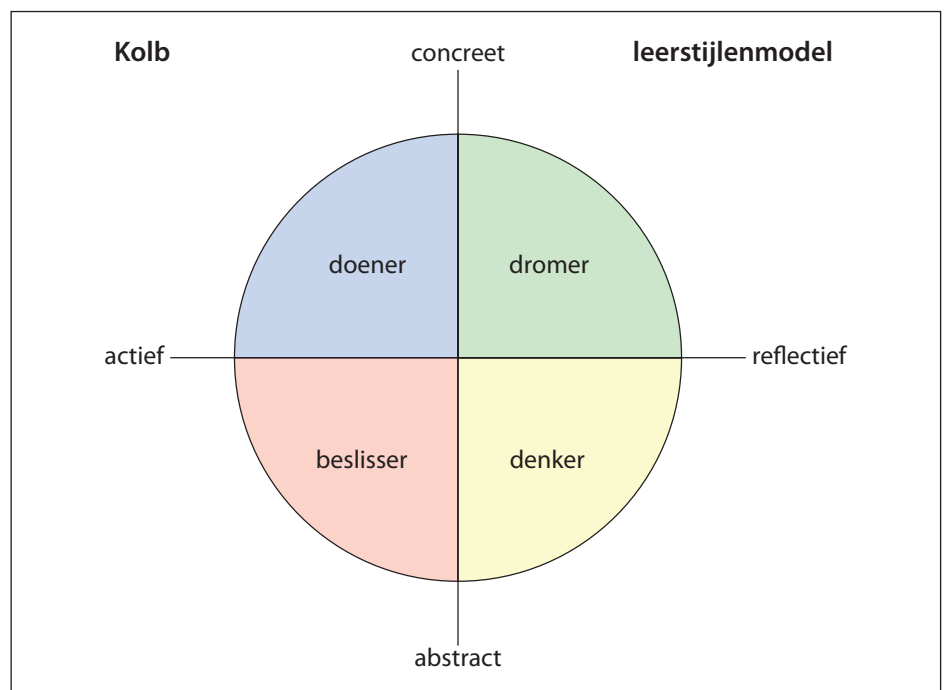 Kolb
concreet
leerstijlenmodel
doener
dromer
actief
reflectief
beslisser
denker
abstract